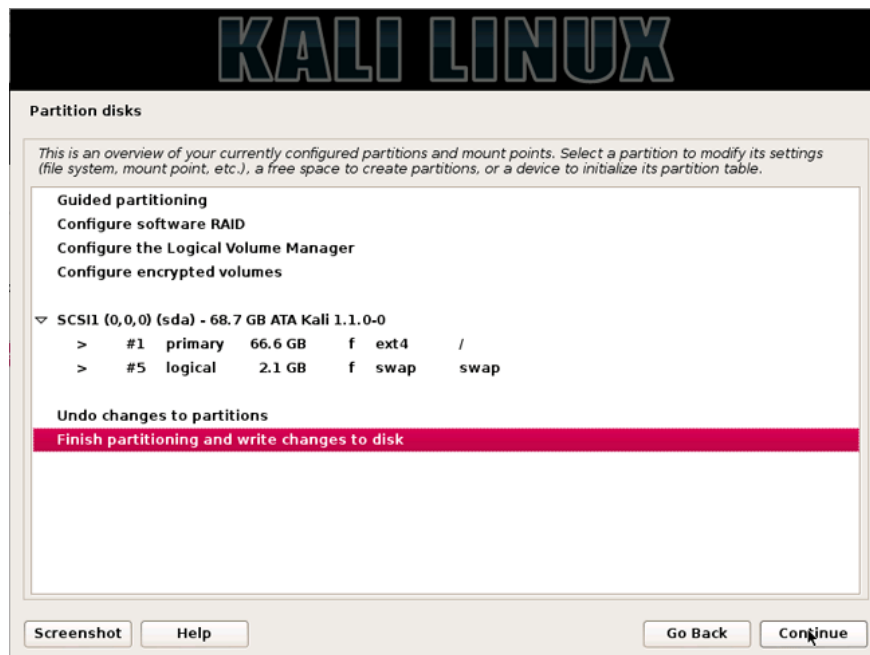 KALI LINUX
Partition disks
This is an overview of your currently configured partitions and mount points. Select a partition to modify its settings
(file system, mount point, etc.), a free space to create partitions, or a device to initialize its partition table.
Guided partitioning
Configure software RAID
Configure the Logical Volume Manager
Configure encrypted volumes
SCSI1 (0,0,0) (sda) - 68.7 GB ATA Kali 1.1.0-0
> #1 primary 66.6 GB f ext4 /
> #5 logical 2.1 GB f swap swap
Undo changes to partitions
Finish partitioning and write changes to disk
Screenshot Help Go Back Continue